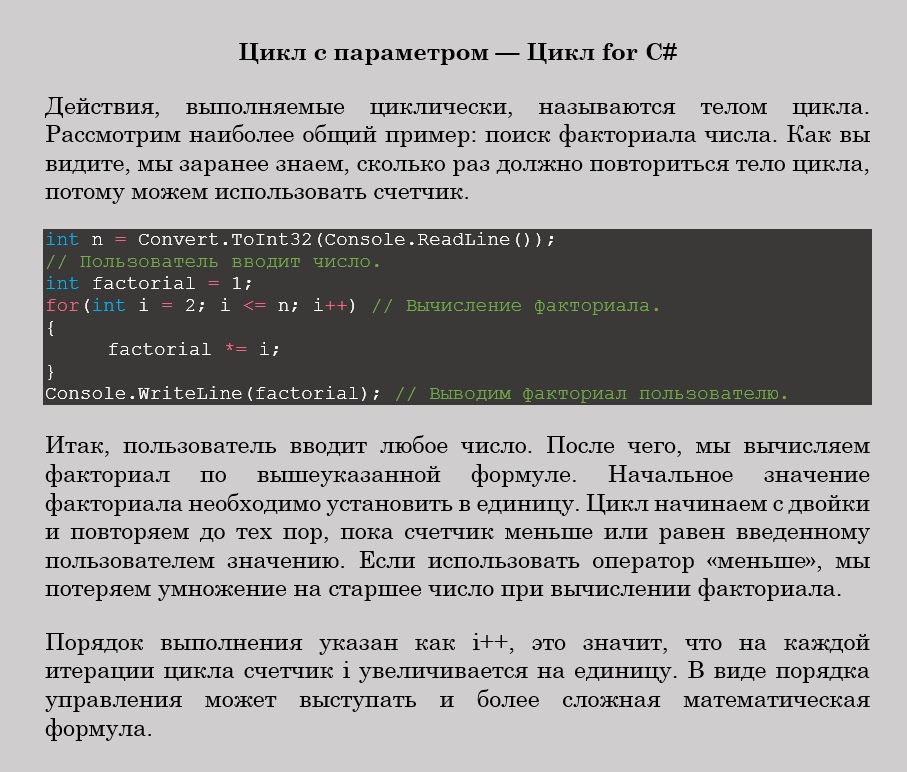 Цикл с параметром — Цикл for C#
Действия, выполняемые циклически, называются телом цикла.
Рассмотрим наиболее общий пример: поиск факториала числа. Как вы
видите, мы заранее знаем, сколько раз должно повториться тело цикла,
потому можем использовать счетчик.
int n = Convert.ToInt32(Console.ReadLine());
// Пользователь вводит число.
int factorial = 1;
for(int i = 2; i <= n; i++) // Вычисление факториала.
{
factorial *= i;
}
Console.WriteLine(factorial); // Выводим факториал пользователю.
Итак, пользователь вводит любое число. После чего, мы вычисляем
факториал по вышеуказанной формуле. Начальное значение
факториала необходимо установить в единицу. Цикл начинаем с двойки
и повторяем до тех пор, пока счетчик меньше или равен введенному
пользователем значению. Если использовать оператор «меньше», мы
потеряем умножение на старшее число при вычислении факториала.
Порядок выполнения указан как i++, это значит, что на каждой
итерации цикла счетчик i увеличивается на единицу. В виде порядка
управления может выступать и более сложная математическая
формула.